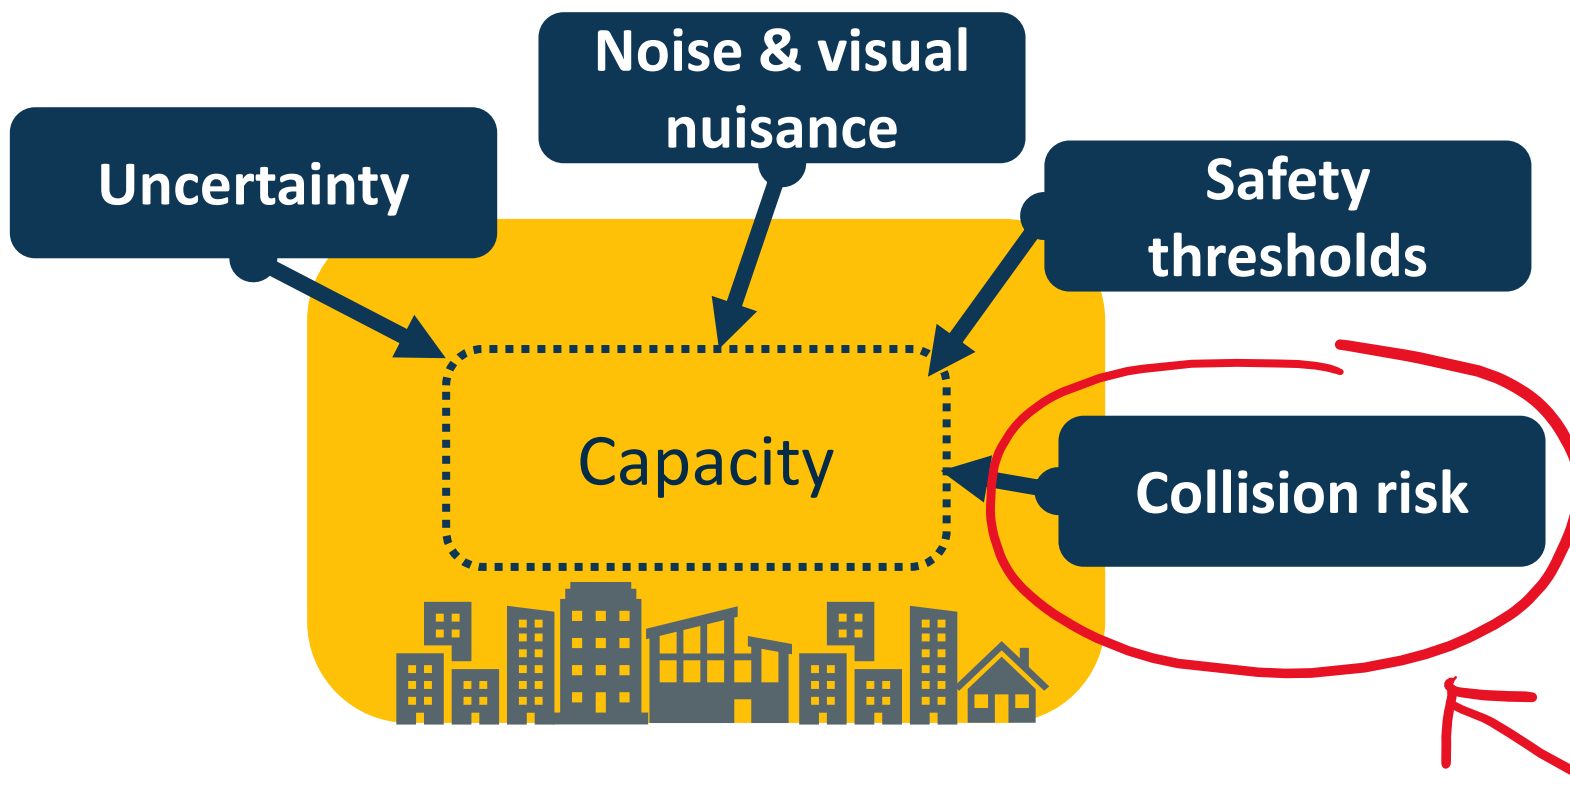 Noise & visual
nuisance
Uncertainty
Safety
thresholds
Capacity
Collision risk